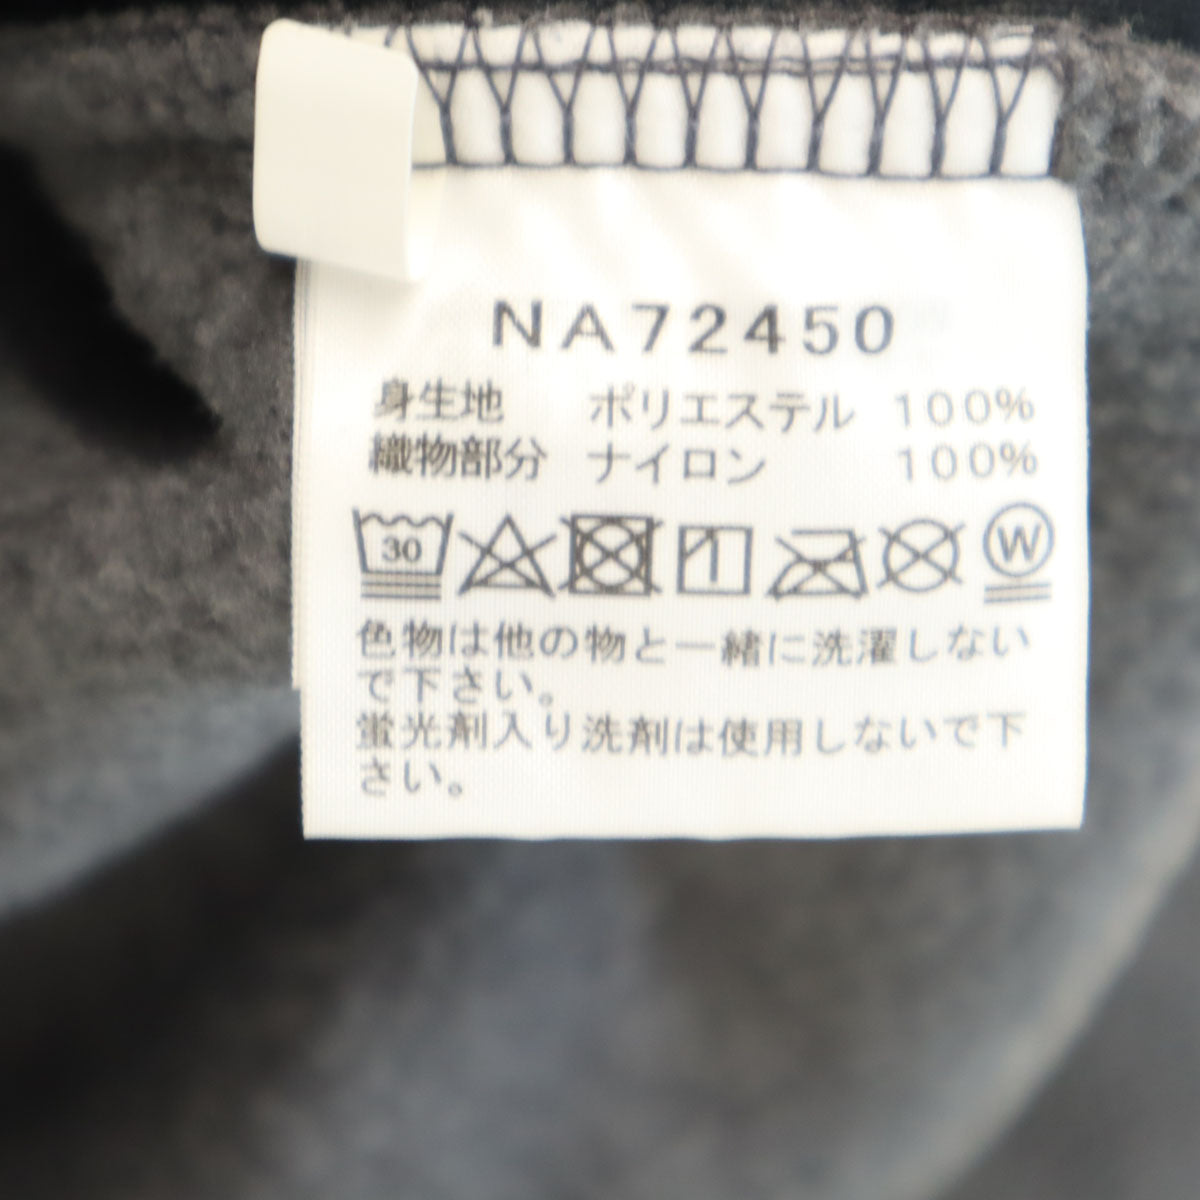 NA72450
身生地 ポリエステル 100%
織物部分 ナイロン 100%
30 W
色物は他の物と一緒に洗濯しない
で下さい。
蛍光剤入り洗剤は使用しないで下
さい。